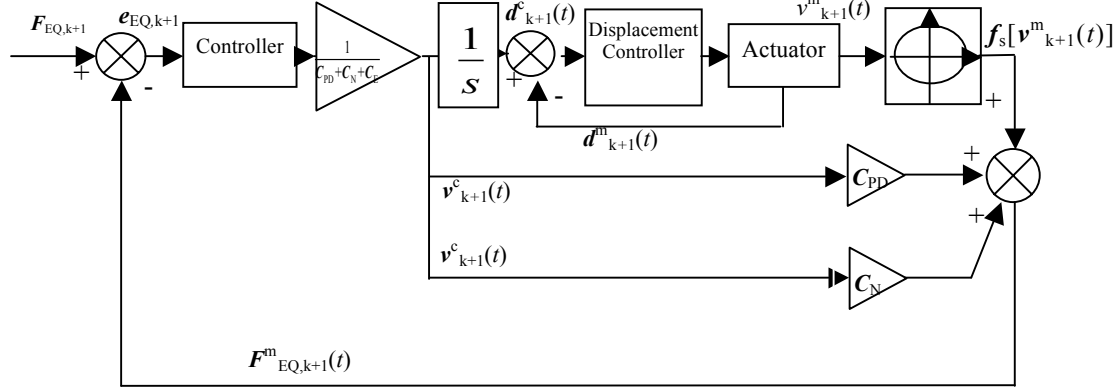 F_EQ,k+1
e_EQ,k+1
+
-
Controller
1
C_PD+C_N+C_E
1
s
d^c_k+1(t)
+
-
Displacement
Controller
Actuator
v^m_k+1(t)
f_s[v^m_k+1(t)]
+
d^m_k+1(t)
v^c_k+1(t)
C_PD
+
v^c_k+1(t)
C_N
+
F^m_EQ,k+1(t)